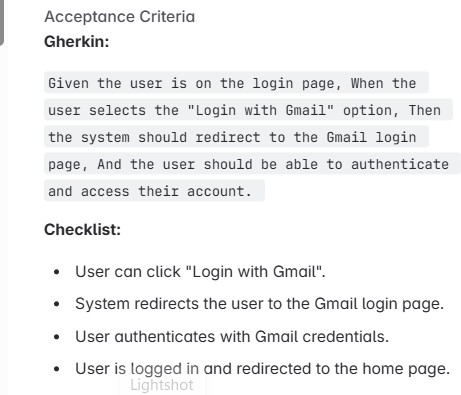 Acceptance Criteria
Gherkin:
Given the user is on the login page, When the
user selects the "Login with Gmail" option, Then
the system should redirect to the Gmail login
page, And the user should be able to authenticate
and access their account.
Checklist:
• User can click "Login with Gmail".
• System redirects the user to the Gmail login page.
• User authenticates with Gmail credentials.
• User is logged in and redirected to the home page.
Lightshot